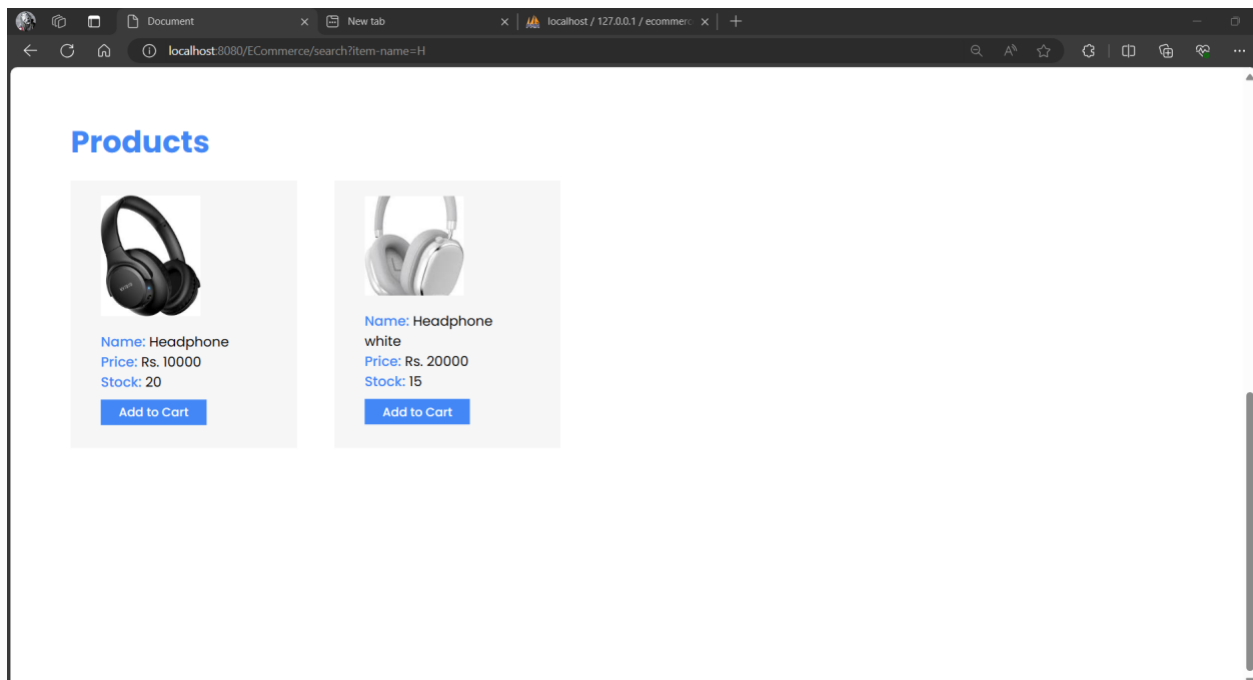 Document
New tab
localhost / 127.0.0.1 / ecommerc
localhost:8080/ECommerce/search?item-name=H
Products
Name: Headphone
Price: Rs. 10000
Stock: 20
Add to Cart
Name: Headphone
white
Price: Rs. 20000
Stock: 15
Add to Cart